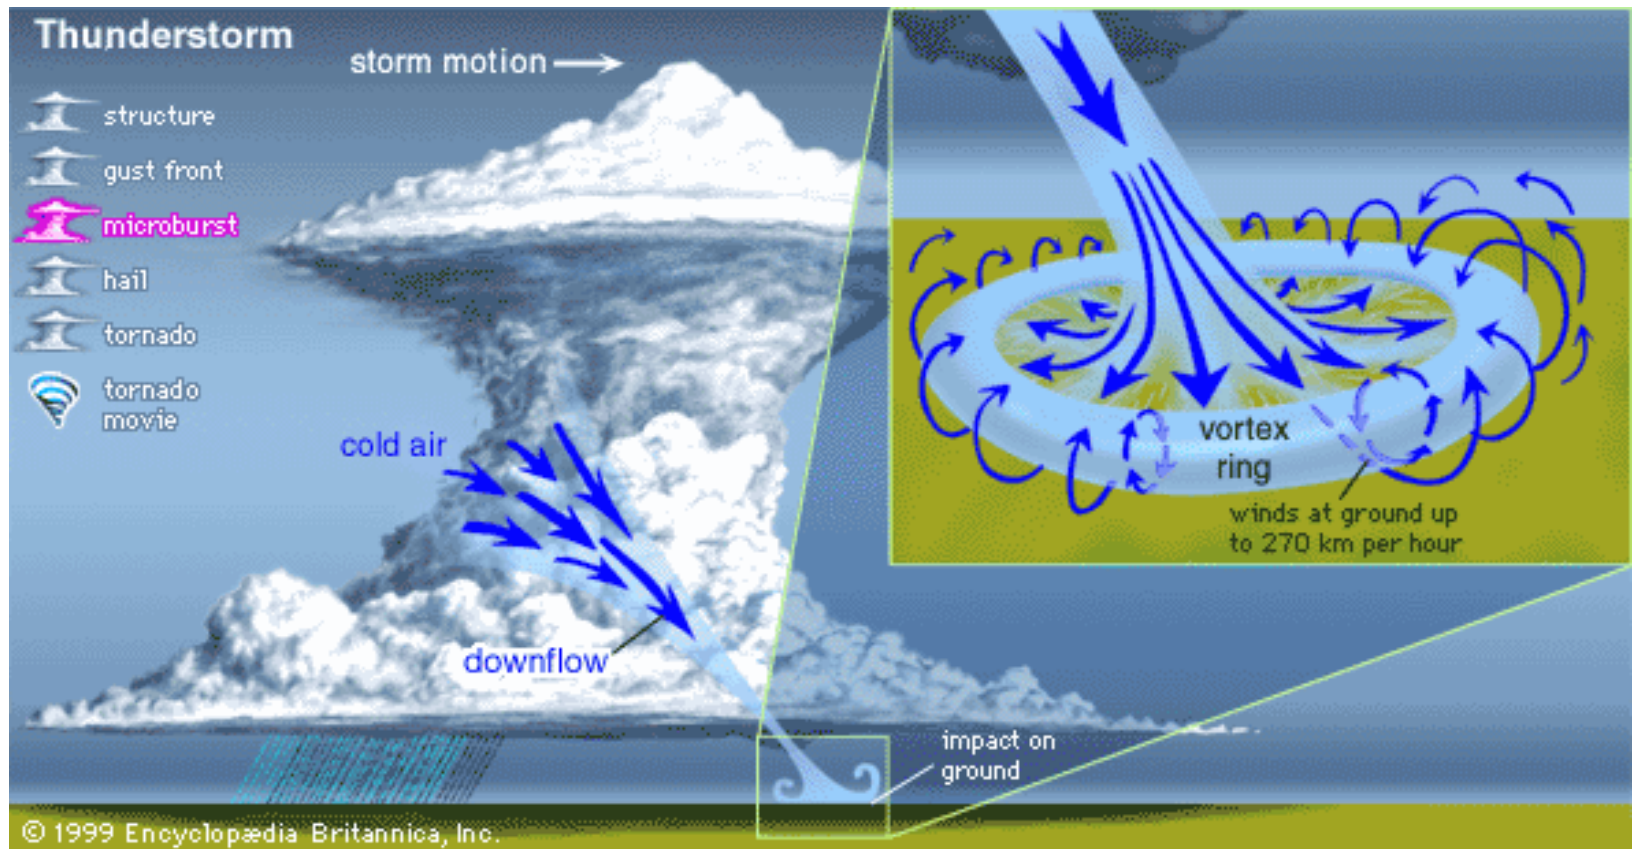 Thunderstorm
storm motion
structure
gust front
microburst
hail
tornado
tornado
movie
cold air
downflow
vortex
ring
winds at ground up
to 270 km per hour
impact on
ground
© 1999 Encyclopædia Britannica, Inc.